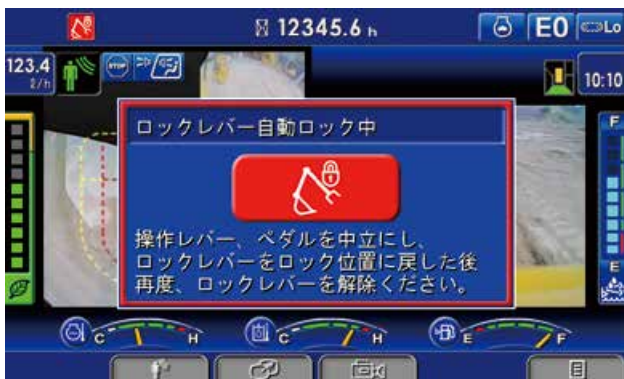 12345.6 h
E0
Lo
123.4
ℓ/h
STOP
10:10
ロックレバー自動ロック中
操作レバー、ペダルを中立にし、
ロックレバーをロック位置に戻した後
再度、ロックレバーを解除ください。
F
E
C H
C H
E F